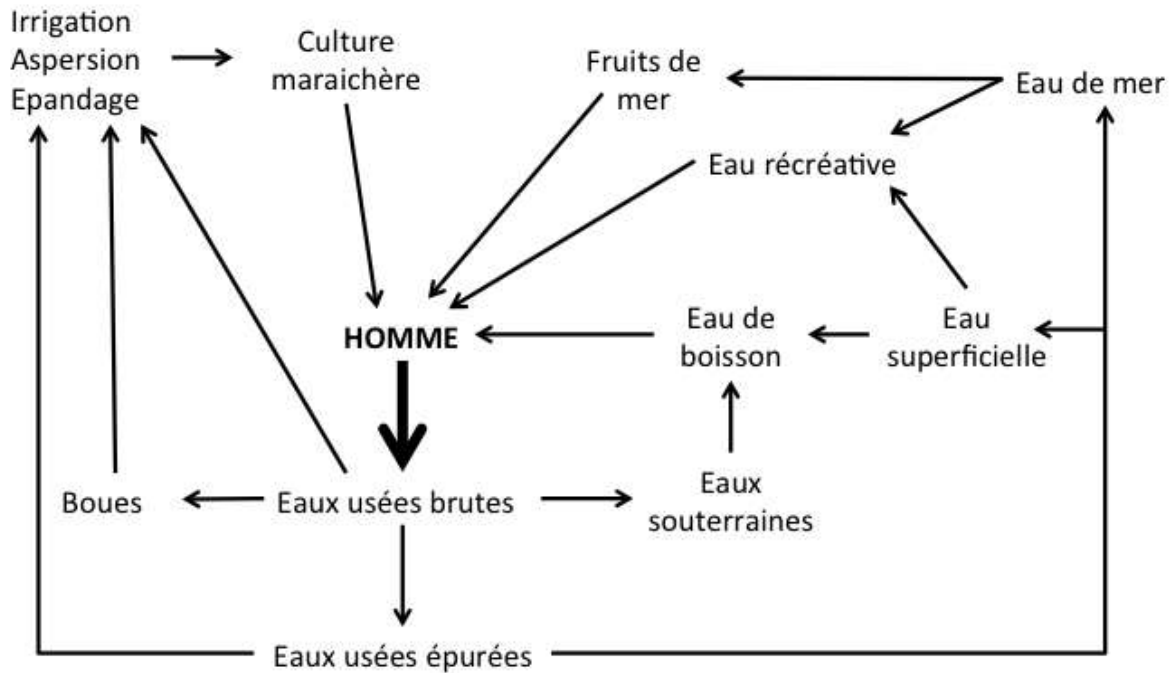 Irrigation
Aspersion
Epandage
Culture
maraichère
Fruits de
mer
Eau de mer
Eau récréative
HOMME
Eau de
boisson
Eau
superficielle
Boues
Eaux usées brutes
Eaux
souterraines
Eaux usées épurées